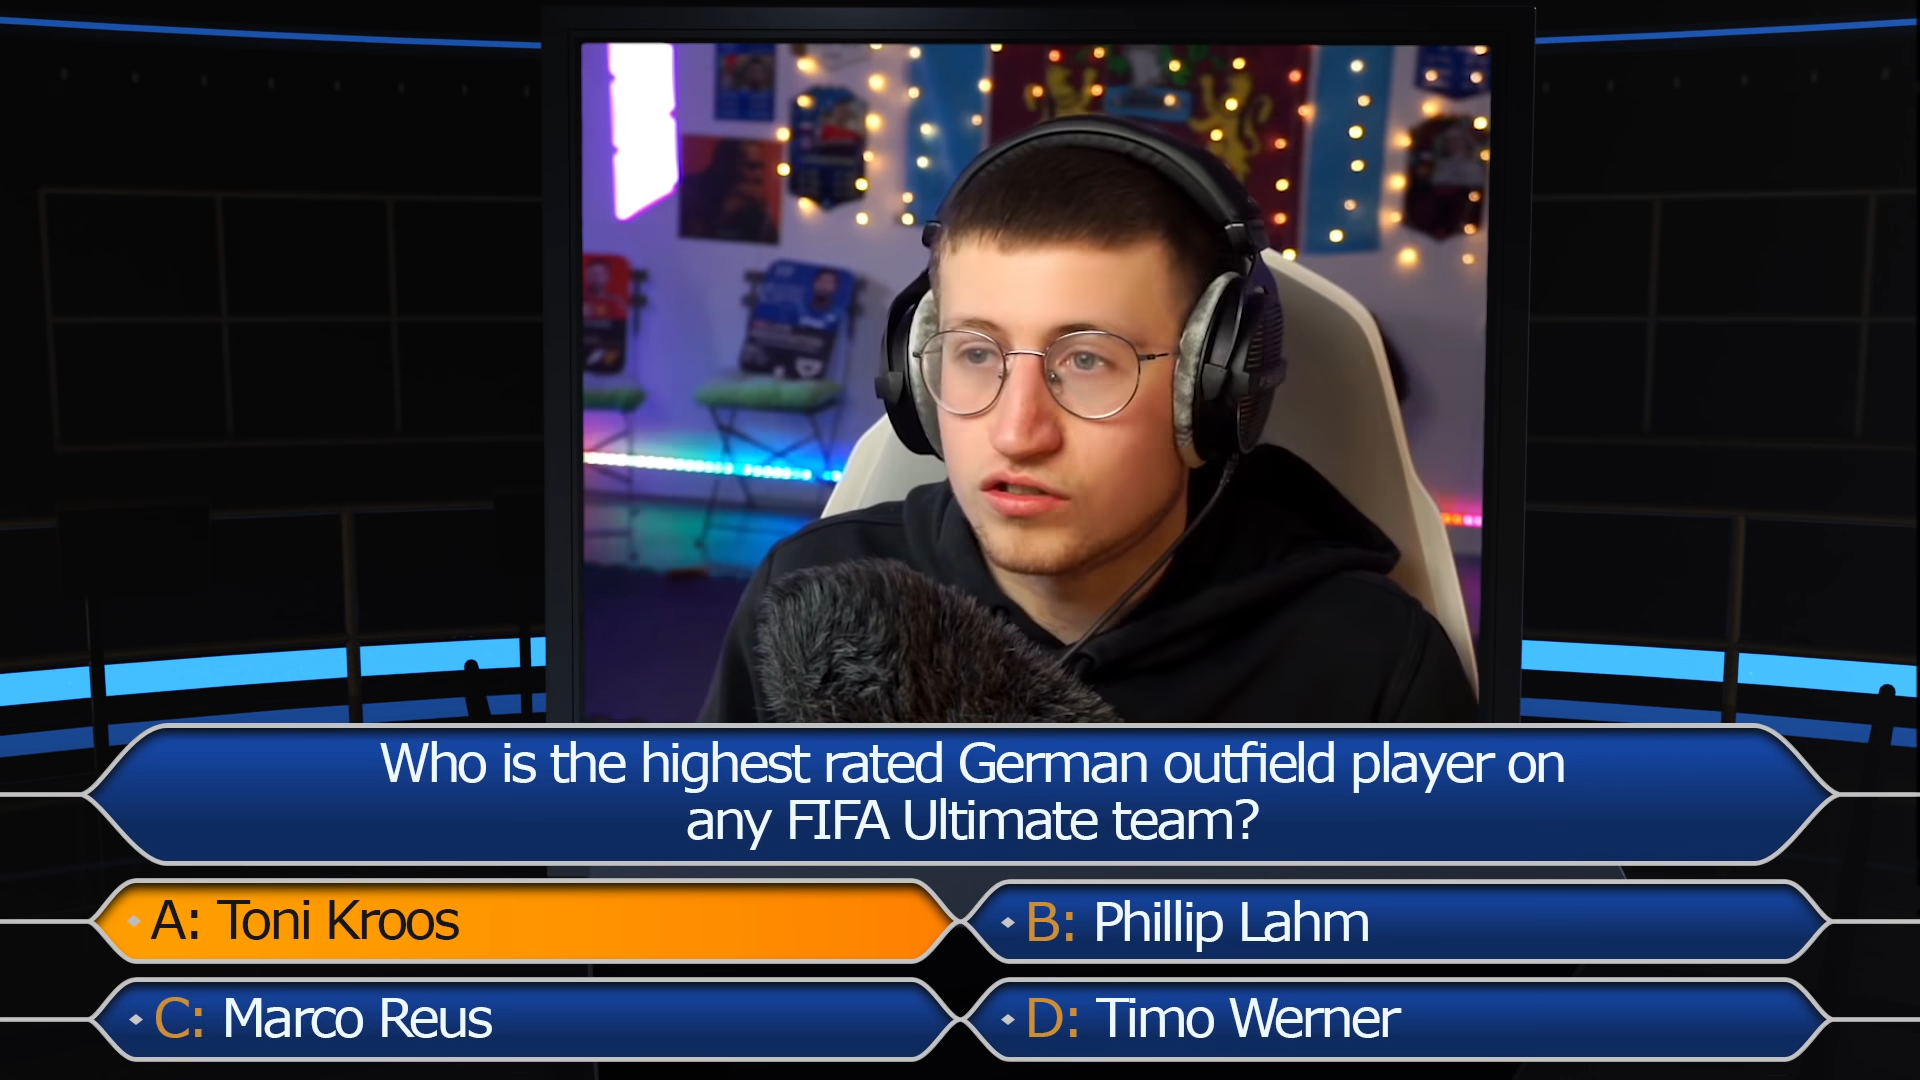 Who is the highest rated German outfield player on
any FIFA Ultimate team?
A: Toni Kroos
B: Phillip Lahm
C: Marco Reus
D: Timo Werner